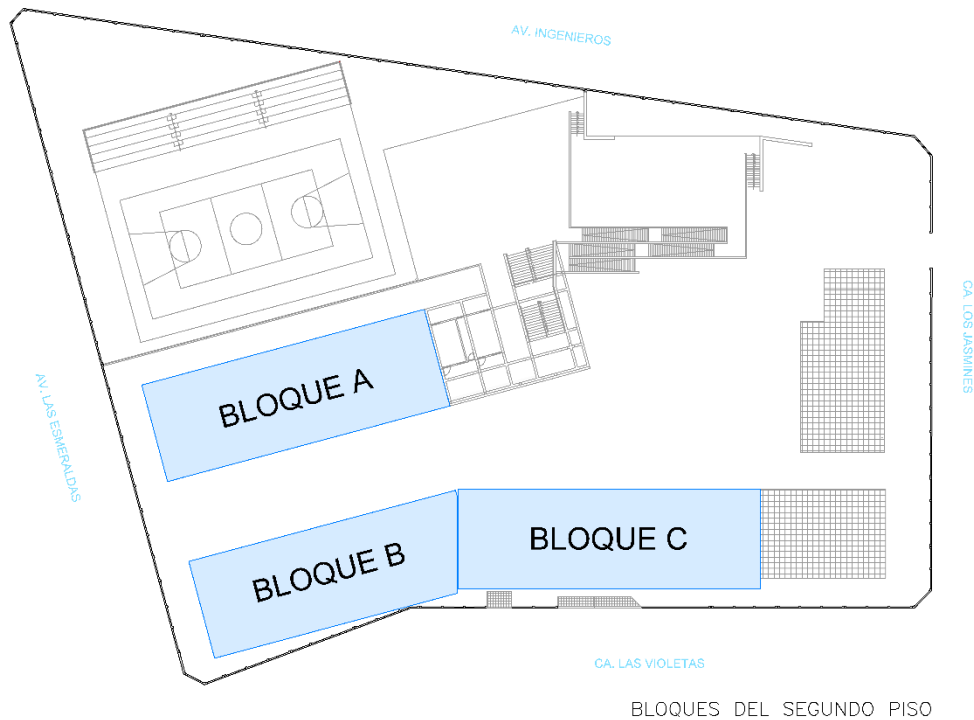 AV. INGENIEROS
CA. LOS JASMINES
AV. LAS ESMERALDAS
BLOQUE A
BLOQUE B
BLOQUE C
CA. LAS VIOLETAS
BLOQUES DEL SEGUNDO PISO